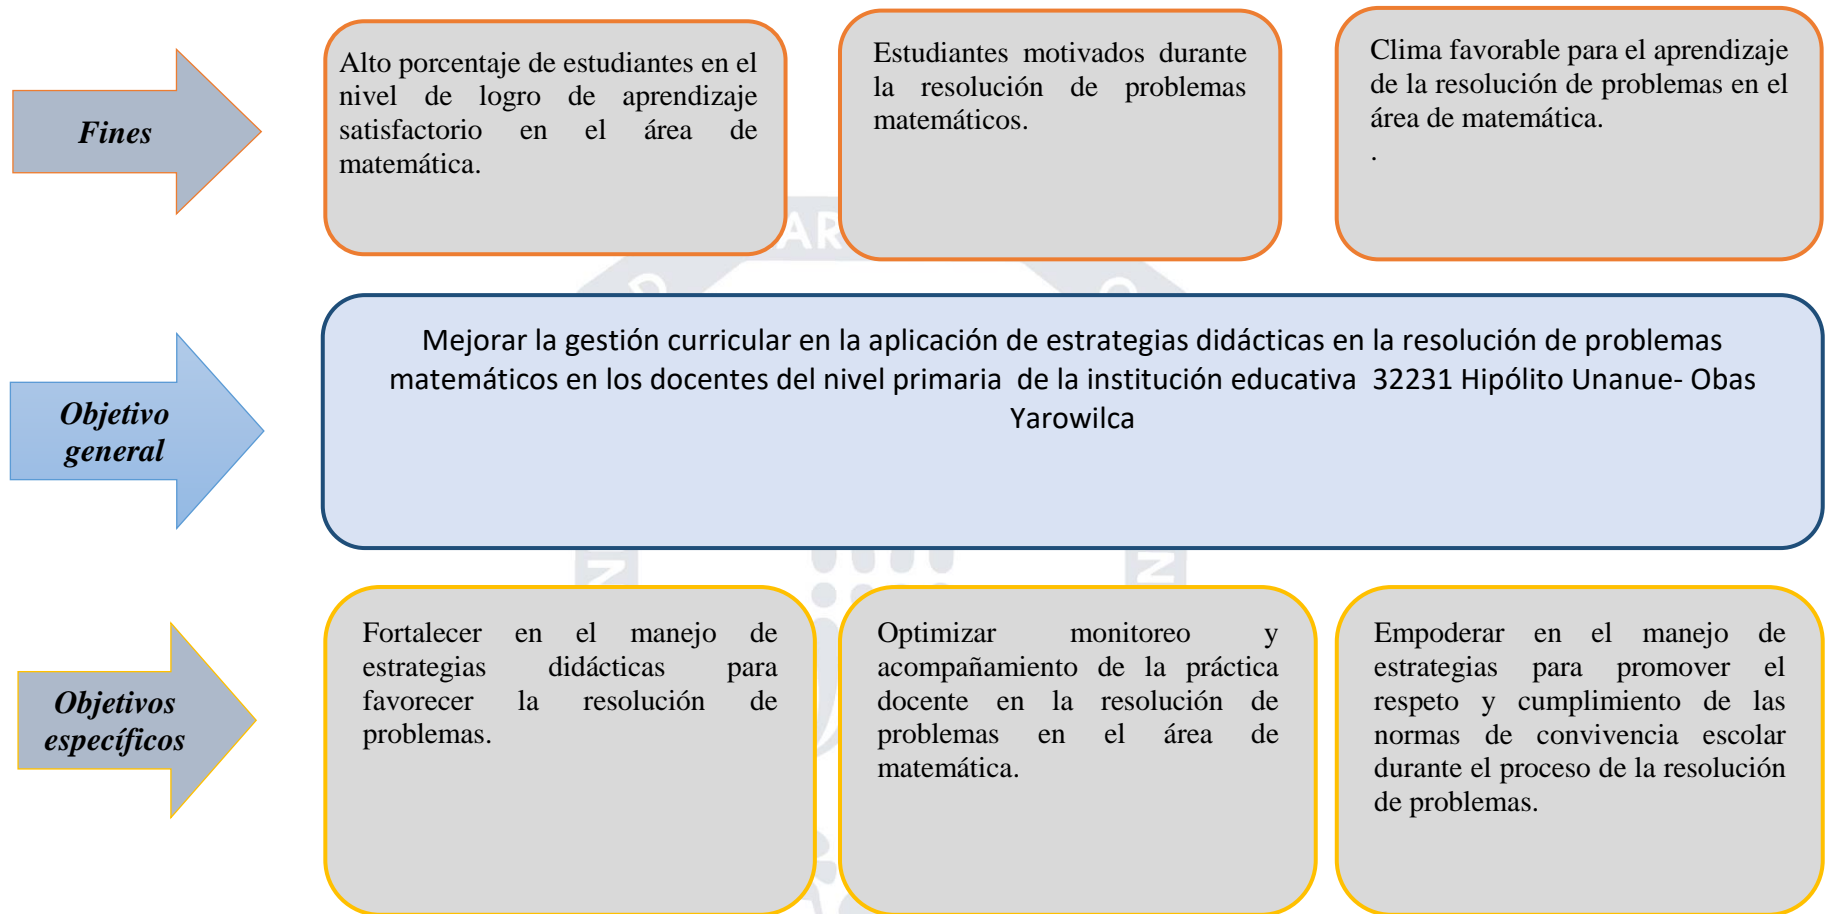 Fines
Alto porcentaje de estudiantes en el
nivel de logro de aprendizaje
satisfactorio en el área de
matemática.
Estudiantes motivados durante
la resolución de problemas
matemáticos.
Clima favorable para el aprendizaje
de la resolución de problemas en el
área de matemática.
.
AR
D
O
Objetivo
general
Mejorar la gestión curricular en la aplicación de estrategias didácticas en la resolución de problemas
matemáticos en los docentes del nivel primaria de la institución educativa 32231 Hipólito Unanue- Obas
Yarowilca
Objetivos
específicos
Fortalecer en el manejo de
estrategias didácticas para
favorecer la resolución de
problemas.
Optimizar monitoreo y
acompañamiento de la práctica
docente en la resolución de
problemas en el área de
matemática.
Empoderar en el manejo de
estrategias para promover el
respeto y cumplimiento de las
normas de convivencia escolar
durante el proceso de la resolución
de problemas.